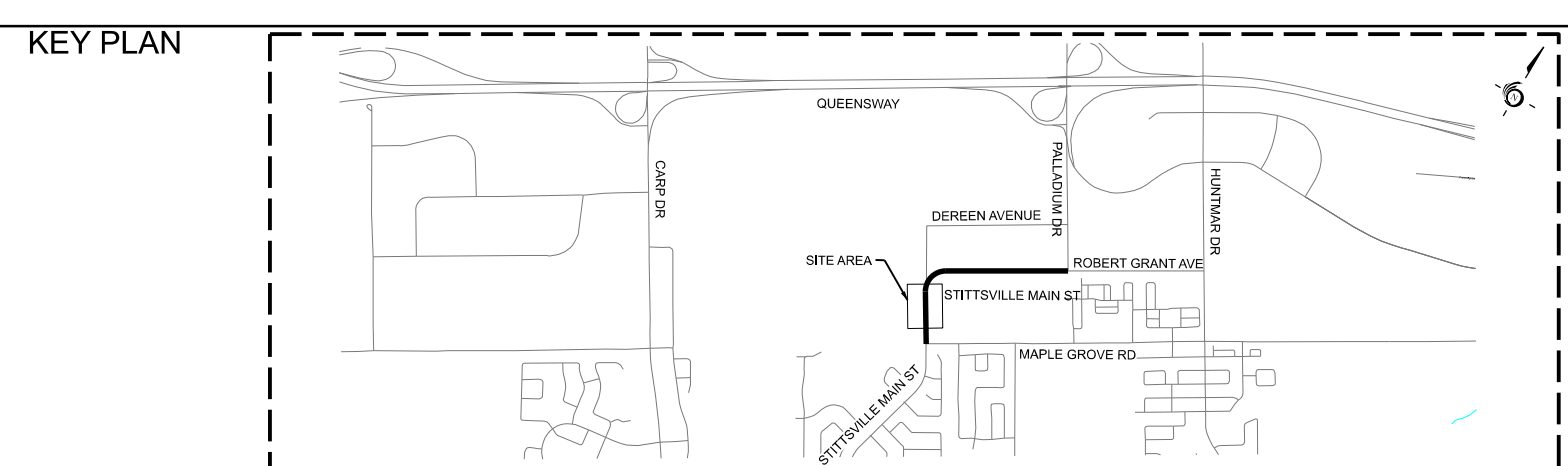 KEY PLAN
QUEENSWAY
N
CARP DR
PALLADIUM DR
HUNTMAR DR
DEREEN AVENUE
SITE AREA
ROBERT GRANT AVE
STITTSVILLE MAIN ST
MAPLE GROVE RD
STITTSVILLE MAIN ST